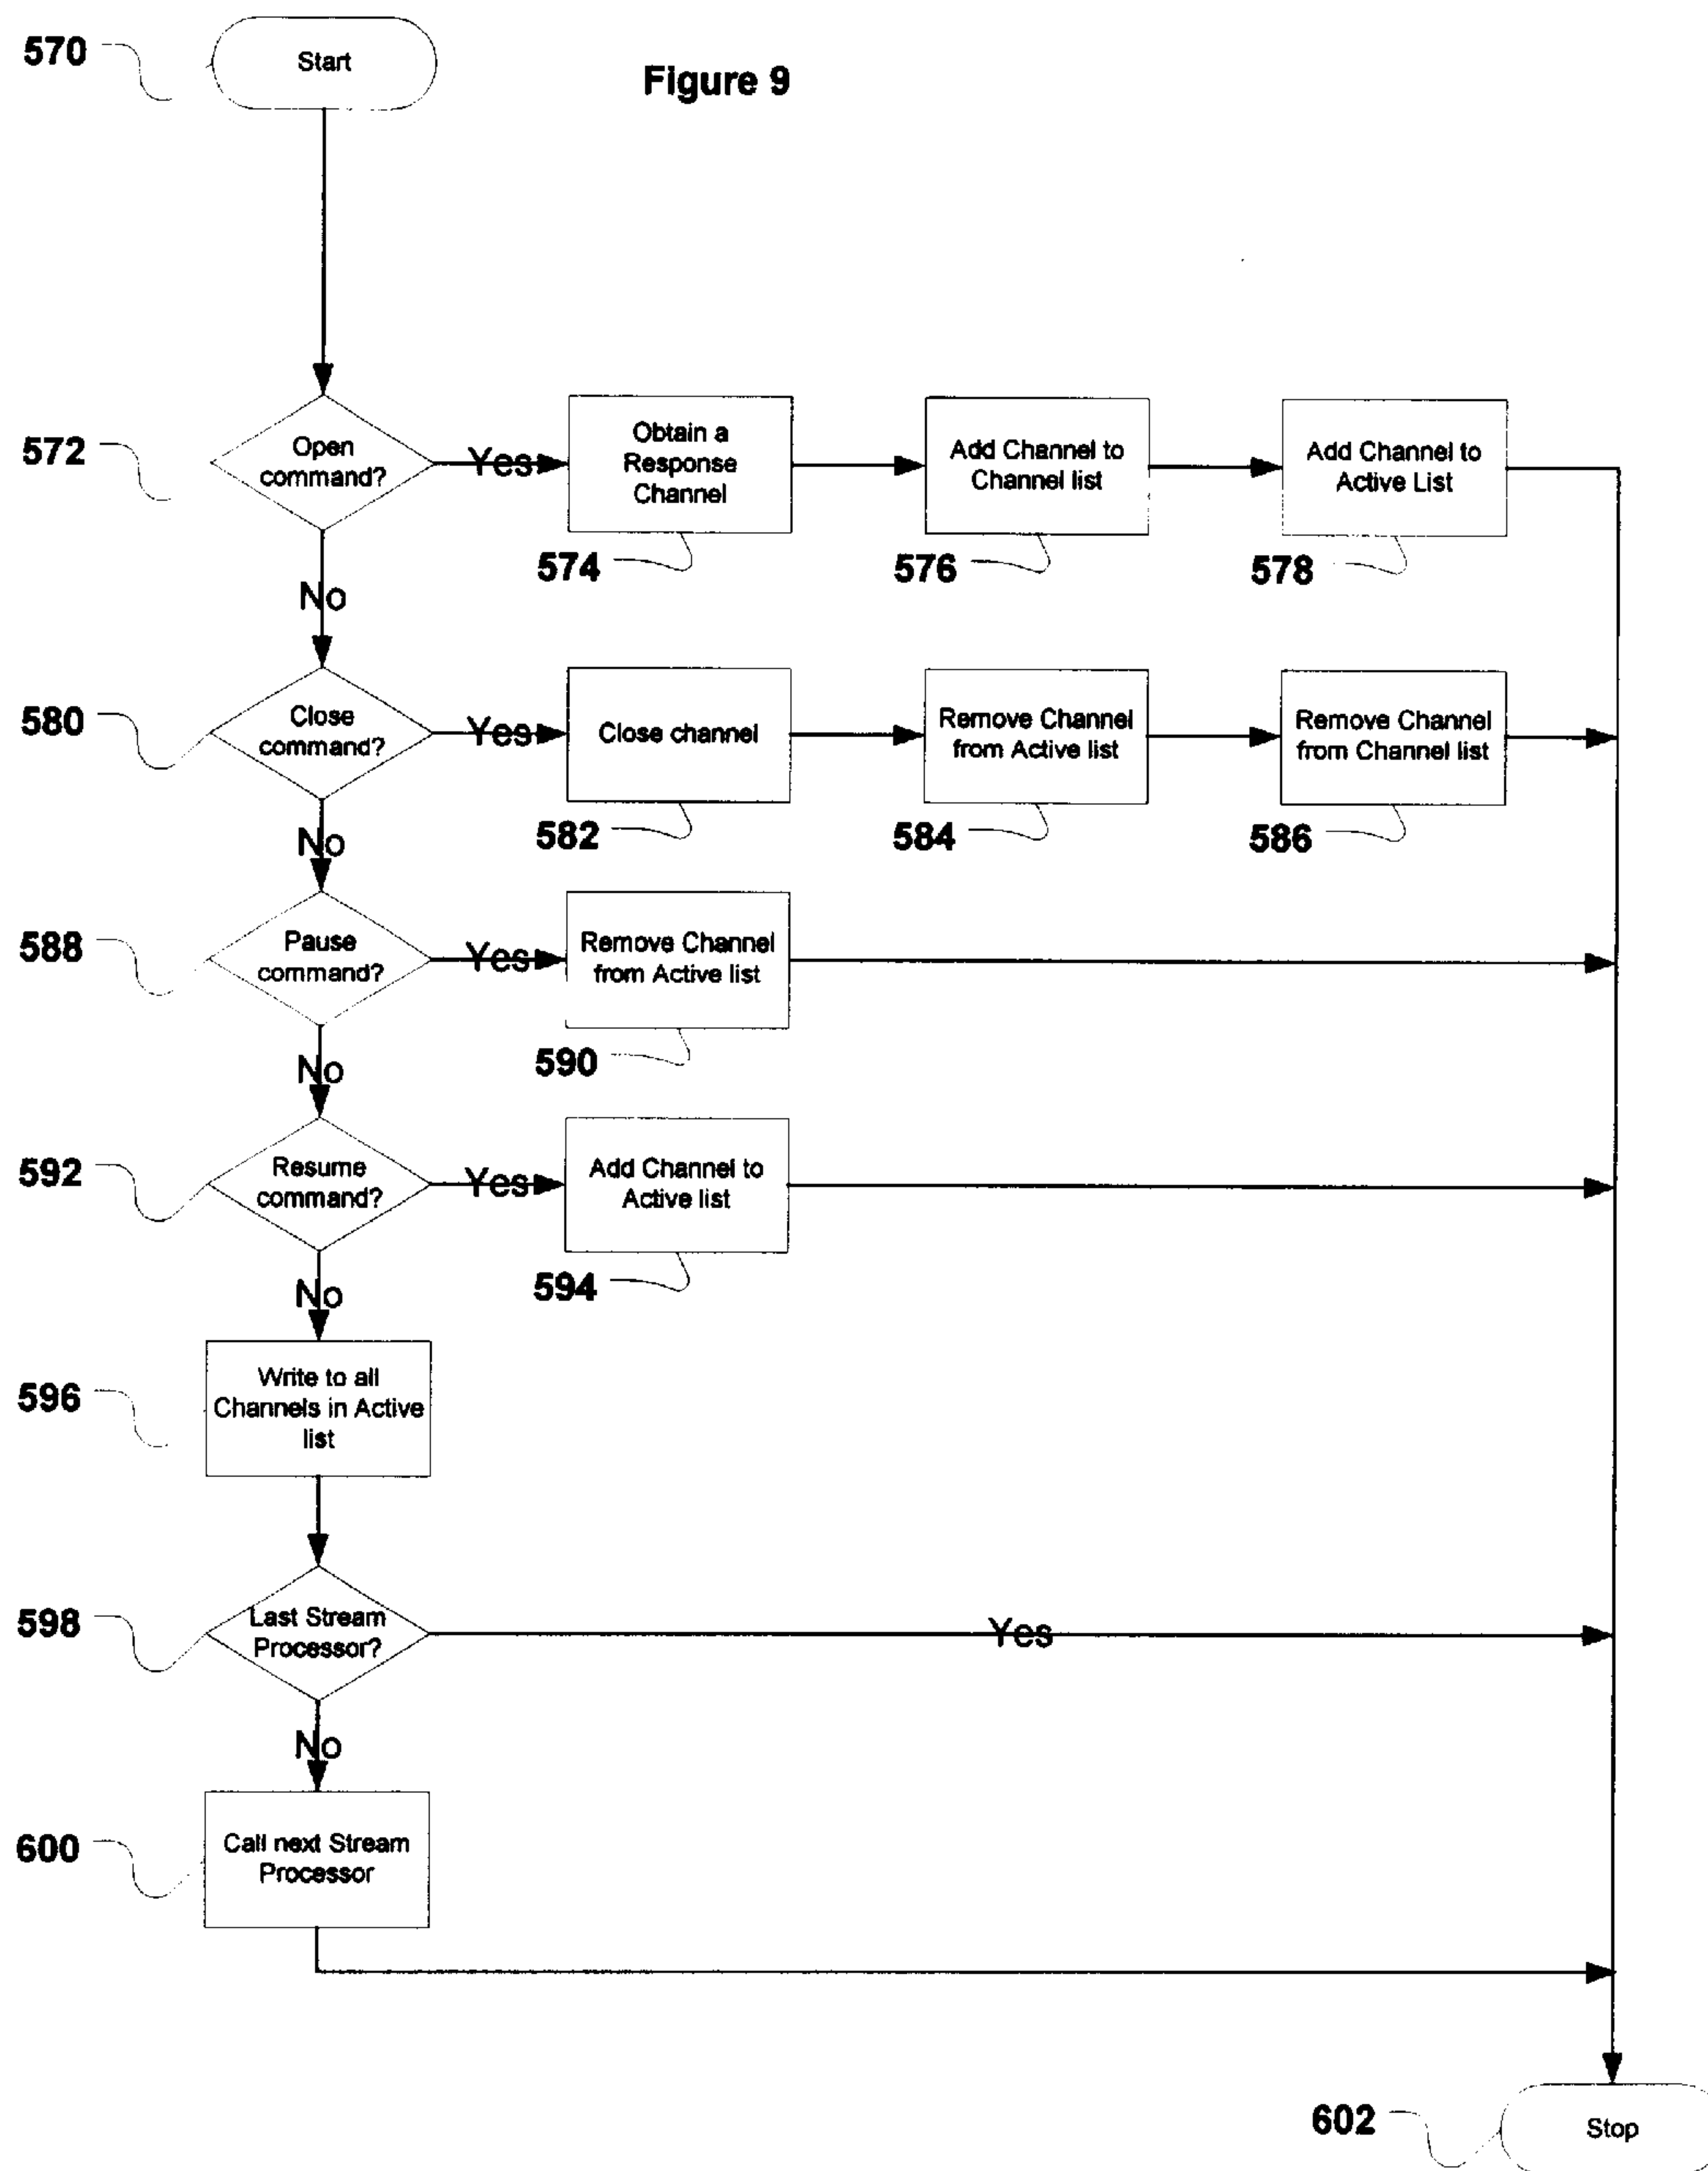 570
Start
Figure 9
572
Open
command?
Yes
Obtain a
Response
Channel
574
Add Channel to
Channel list
576
Add Channel to
Active List
578
No
580
Close
command?
Yes
Close channel
582
Remove Channel
from Active list
584
Remove Channel
from Channel list
586
No
588
Pause
command?
Yes
Remove Channel
from Active list
590
No
592
Resume
command?
Yes
Add Channel to
Active list
594
No
596
Write to all
Channels in Active
list
598
Last Stream
Processor?
Yes
No
600
Call next Stream
Processor
602
Stop